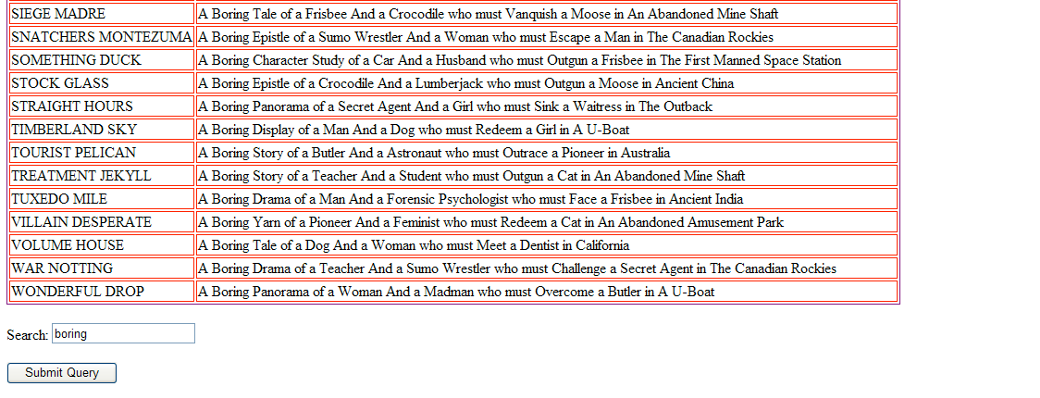 SIEGE MADRE A Boring Tale of a Frisbee And a Crocodile who must Vanquish a Moose in An Abandoned Mine Shaft
SNATCHERS MONTEZUMA A Boring Epistle of a Sumo Wrestler And a Woman who must Escape a Man in The Canadian Rockies
SOMETHING DUCK A Boring Character Study of a Car And a Husband who must Outgun a Frisbee in The First Manned Space Station
STOCK GLASS A Boring Epistle of a Crocodile And a Lumberjack who must Outgun a Moose in Ancient China
STRAIGHT HOURS A Boring Panorama of a Secret Agent And a Girl who must Sink a Waitress in The Outback
TIMBERLAND SKY A Boring Display of a Man And a Dog who must Redeem a Girl in A U-Boat
TOURIST PELICAN A Boring Story of a Butler And a Astronaut who must Outrace a Pioneer in Australia
TREATMENT JEKYLL A Boring Story of a Teacher And a Student who must Outgun a Cat in An Abandoned Mine Shaft
TUXEDO MILE A Boring Drama of a Man And a Forensic Psychologist who must Face a Frisbee in Ancient India
VILLAIN DESPERATE A Boring Yarn of a Pioneer And a Feminist who must Redeem a Cat in An Abandoned Amusement Park
VOLUME HOUSE A Boring Tale of a Dog And a Woman who must Meet a Dentist in California
WAR NOTTING A Boring Drama of a Teacher And a Sumo Wrestler who must Challenge a Secret Agent in The Canadian Rockies
WONDERFUL DROP A Boring Panorama of a Woman And a Madman who must Overcome a Butler in A U-Boat
Search: boring
Submit Query